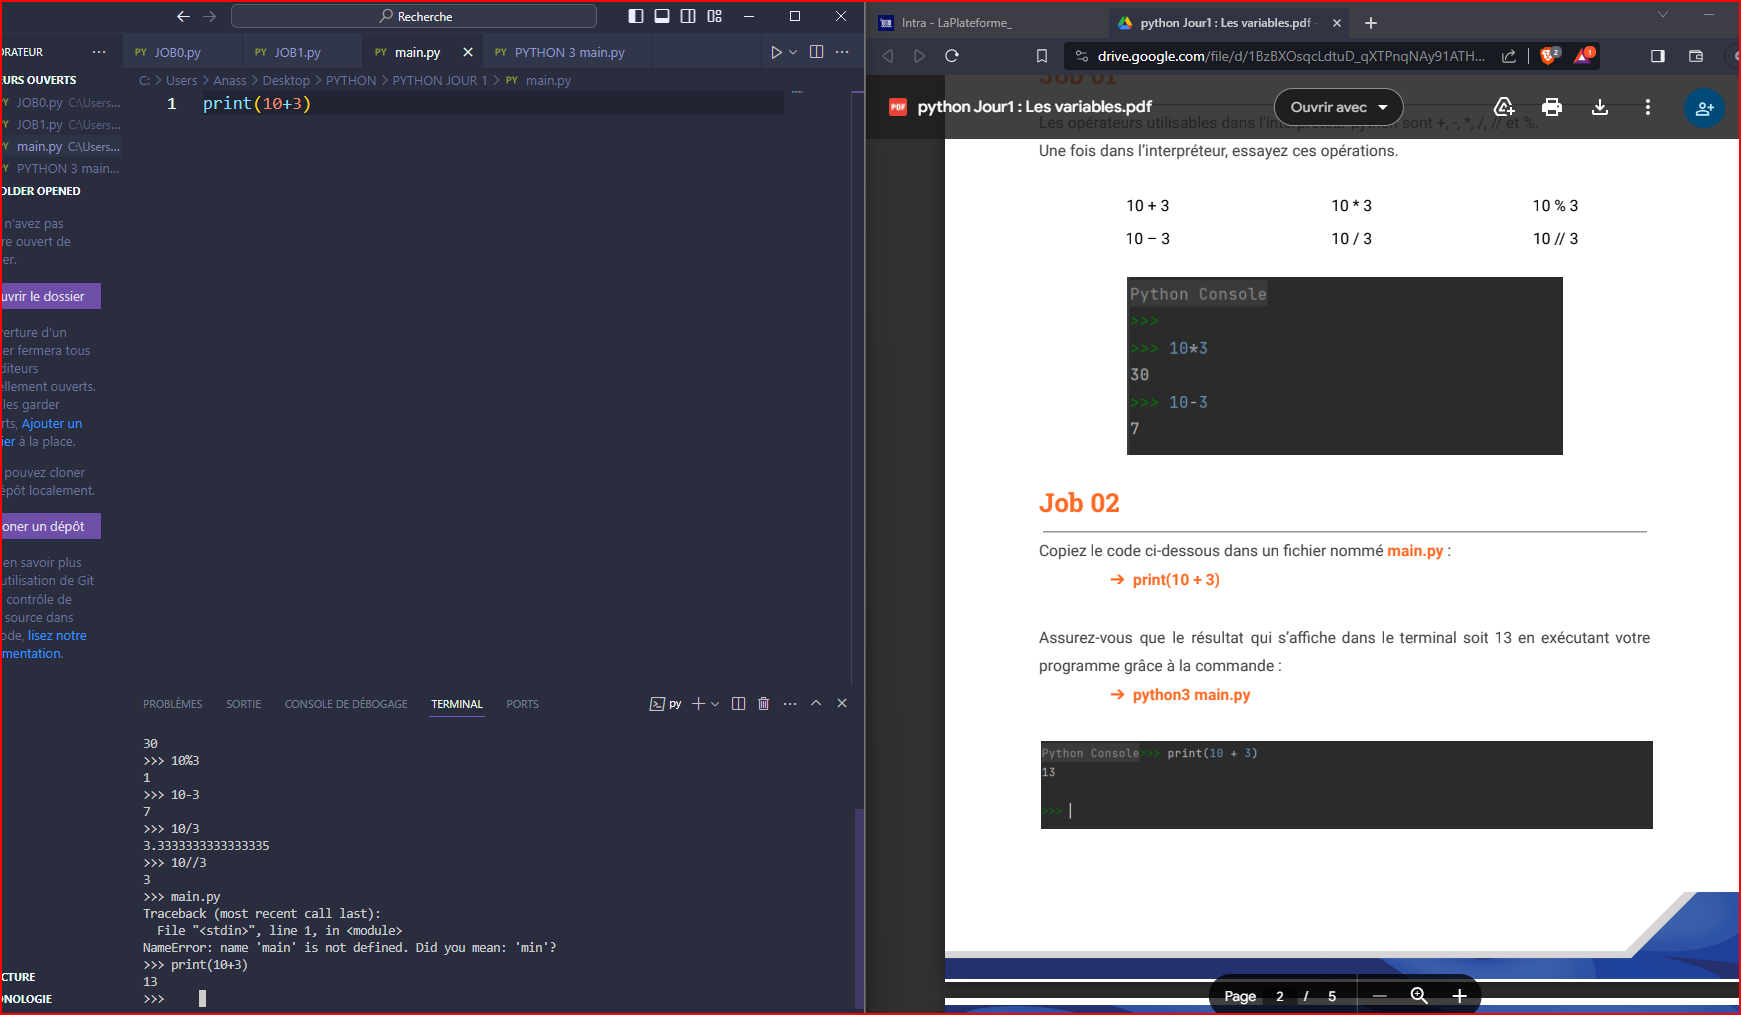 Recherche
ORATEUR
EURS OUVERTS
JOB0.py C:\Users...
JOB1.py C:\Users...
main.py C:\Users...
PYTHON 3 main...
OLDER OPENED
n'avez pas
re ouvert de
er.
uvrir le dossier
verture d'un
er fermera tous
diteurs
ellement ouverts.
les garder
rts, Ajouter un
ier à la place.
pouvez cloner
épôt localement.
oner un dépôt
en savoir plus
utilisation de Git
contrôle de
source dans
ode, lisez notre
mentation.
CTURE
ONOLOGIE
PY JOB0.py PY JOB1.py PY main.py PY PYTHON 3 main.py
C: > Users > Anass > Desktop > PYTHON > PYTHON JOUR 1 > PY main.py
1 print(10+3)
PROBLÈMES SORTIE CONSOLE DE DÉBOGAGE TERMINAL PORTS py
30
>>> 10%3
1
>>> 10-3
7
>>> 10/3
3.3333333333333335
>>> 10//3
3
>>> main.py
Traceback (most recent call last):
File "<stdin>", line 1, in <module>
NameError: name 'main' is not defined. Did you mean: 'min'?
>>> print(10+3)
13
>>>
Intra - LaPlateforme_ python Jour1 : Les variables.pdf -
drive.google.com/file/d/1BzBXOsqcLdtuD_qXTPnqNAy91ATH... 2 1
Job 01
PDF python Jour1 : Les variables.pdf Ouvrir avec
Les opérateurs utilisables dans l'interpréteur python sont +, -, *, /, // et %.
Une fois dans l'interpréteur, essayez ces opérations.
10 + 3 10 * 3 10 % 3
10 – 3 10 / 3 10 // 3
Python Console
>>>
>>> 10*3
30
>>> 10-3
7
Job 02
Copiez le code ci-dessous dans un fichier nommé main.py :
➔ print(10 + 3)
Assurez-vous que le résultat qui s'affiche dans le terminal soit 13 en exécutant votre
programme grâce à la commande :
➔ python3 main.py
Python Console>>> print(10 + 3)
13
>>>
Page 2 / 5